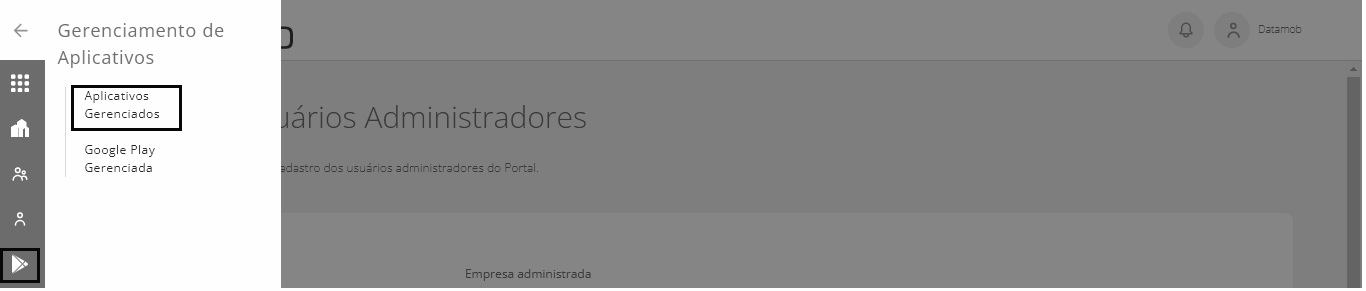 Gerenciamento de
Aplicativos
Aplicativos
Gerenciados
Google Play
Gerenciada
Datamob
uários Administradores
adastro dos usuários administradores do Portal.
Empresa administrada